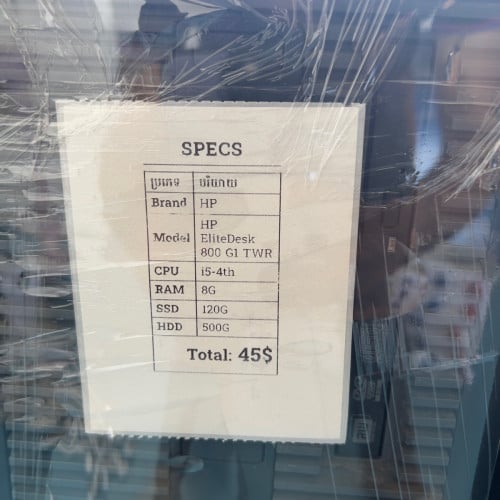 SPECS
ប្រភេទ បរិយាយ
Brand HP
Model HP
EliteDesk
800 G1 TWR
CPU i5-4th
RAM 8G
SSD 120G
HDD 500G
Total: 45$